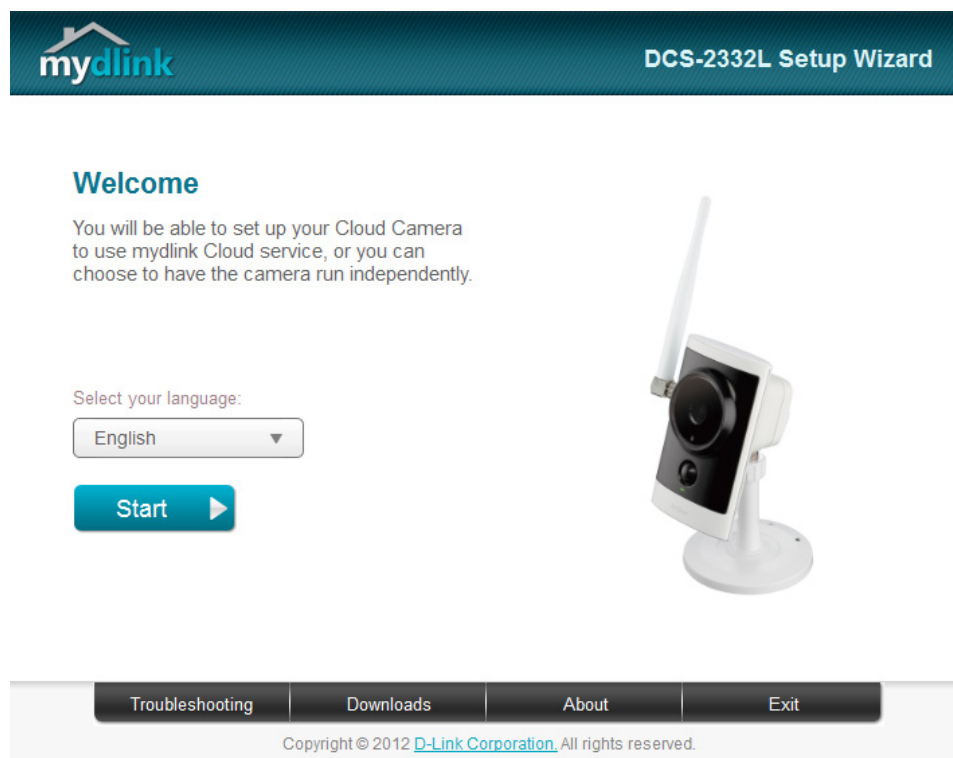 mydlink
DCS-2332L Setup Wizard
Welcome
You will be able to set up your Cloud Camera
to use mydlink Cloud service, or you can
choose to have the camera run independently.
Select your language:
English
Start
Troubleshooting
Downloads
About
Exit
Copyright © 2012 D-Link Corporation. All rights reserved.